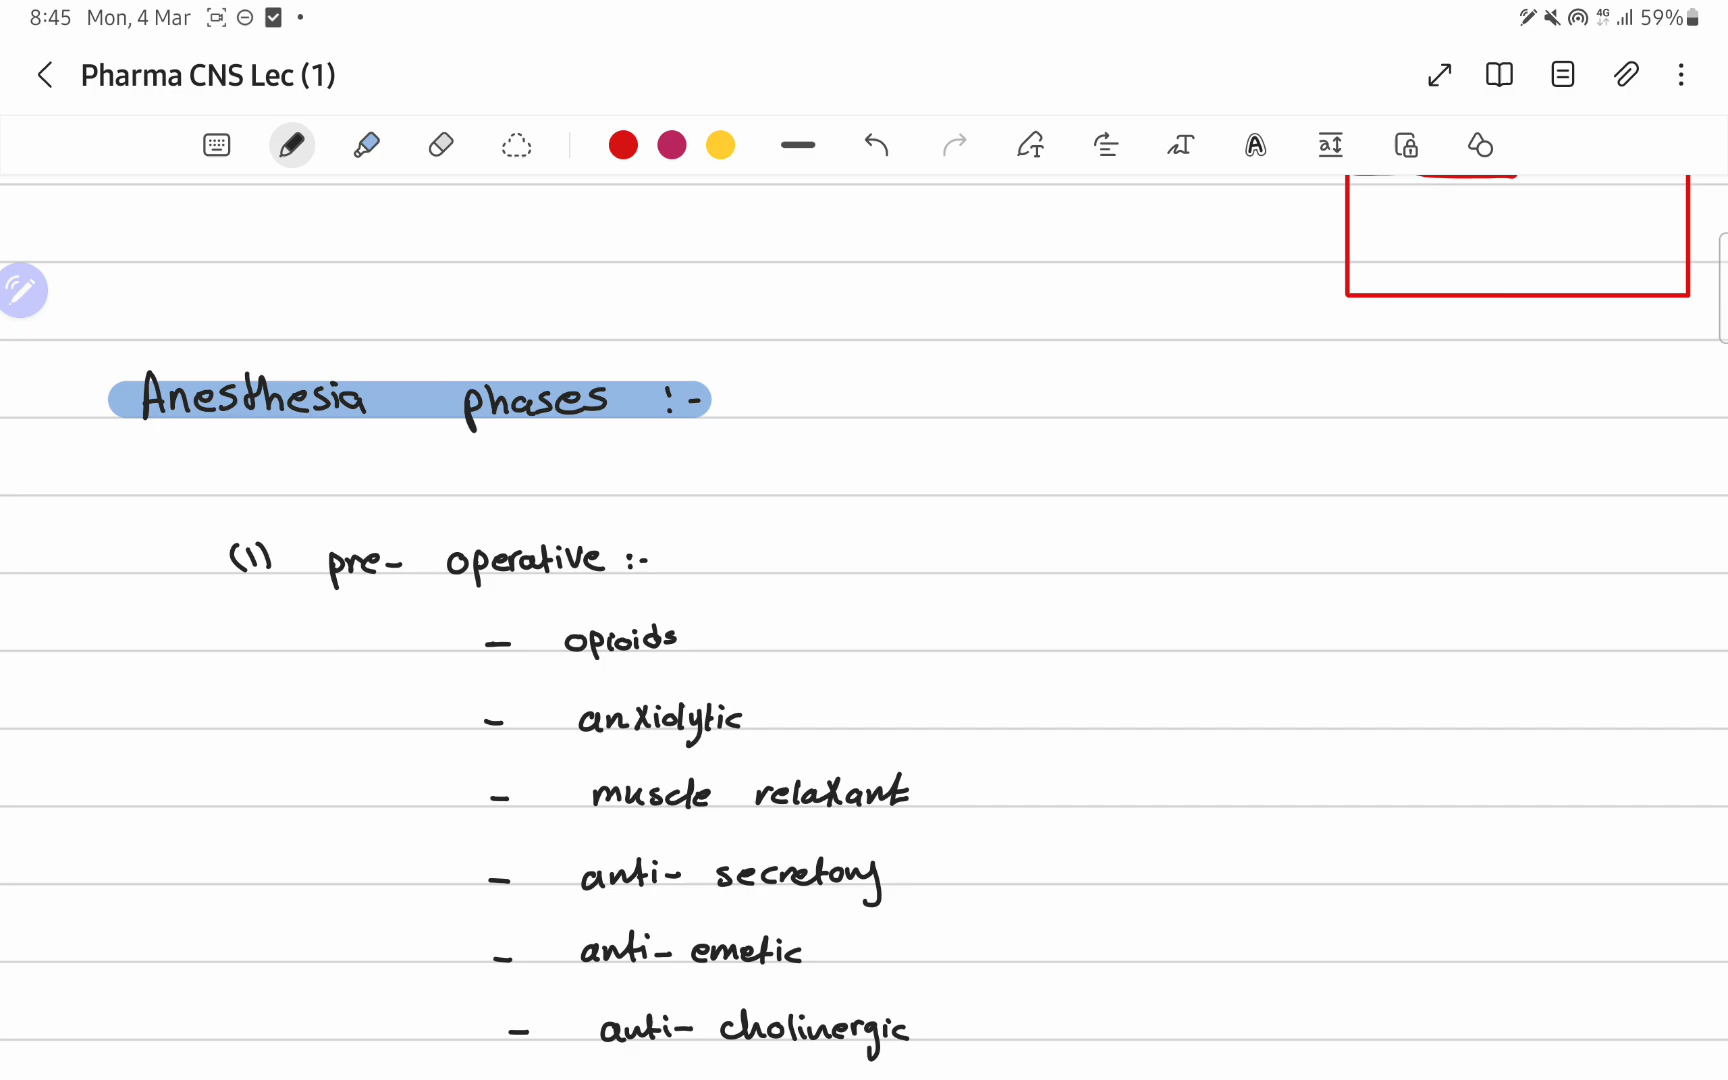 8:45 Mon, 4 Mar 4G 59%
Pharma CNS Lec (1)
Anesthesia phases :-
(1) pre- operative :-
- opioids
- anxiolytic
- muscle relaxant
- anti- secretory
- anti- emetic
- anti- cholinergic